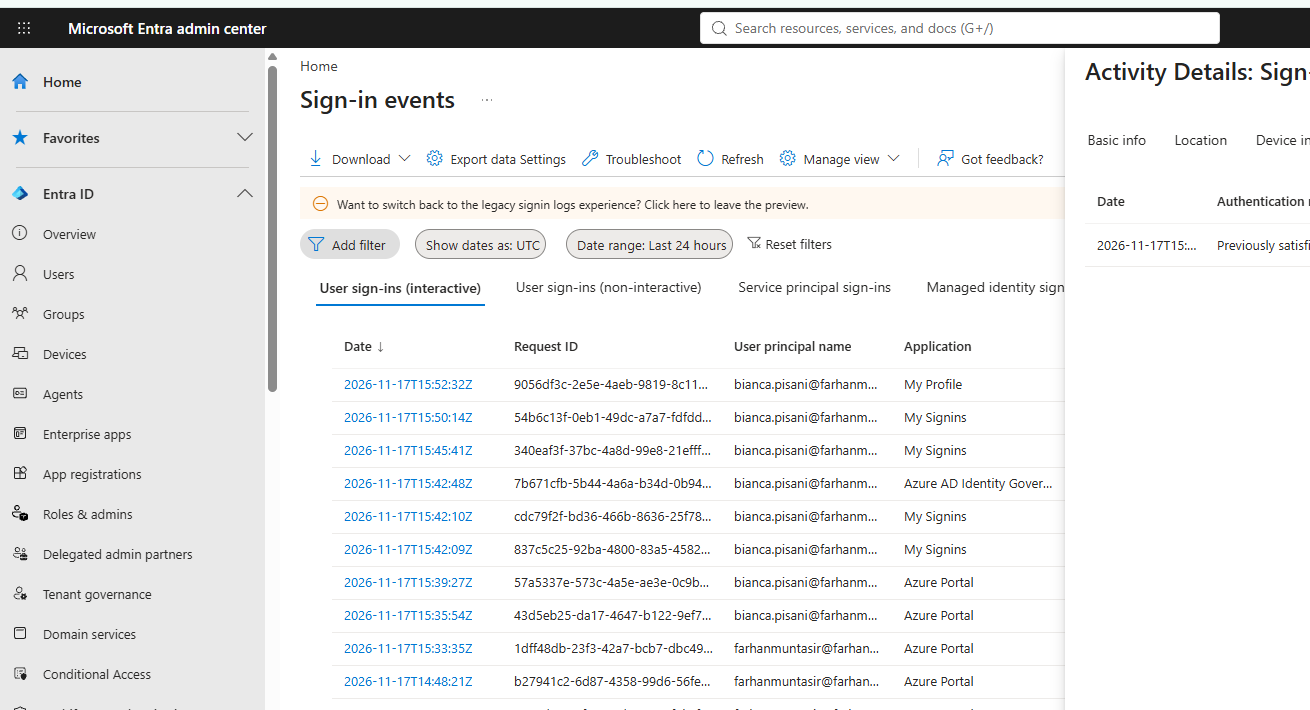 Microsoft Entra admin center
Search resources, services, and docs (G+/)
Home
Favorites
Entra ID
Overview
Users
Groups
Devices
Agents
Enterprise apps
App registrations
Roles & admins
Delegated admin partners
Tenant governance
Domain services
Conditional Access
Home
Sign-in events ...
Download Export data Settings Troubleshoot Refresh Manage view Got feedback?
Want to switch back to the legacy signin logs experience? Click here to leave the preview.
Add filter Show dates as: UTC Date range: Last 24 hours Reset filters
User sign-ins (interactive) User sign-ins (non-interactive) Service principal sign-ins Managed identity sign
Date ↓ Request ID User principal name Application
2026-11-17T15:52:32Z 9056df3c-2e5e-4aeb-9819-8c11... bianca.pisani@farhanm... My Profile
2026-11-17T15:50:14Z 54b6c13f-0eb1-49dc-a7a7-fdfdd... bianca.pisani@farhanm... My Signins
2026-11-17T15:45:41Z 340eaf3f-37bc-4a8d-99e8-21efff... bianca.pisani@farhanm... My Signins
2026-11-17T15:42:48Z 7b671cfb-5b44-4a6a-b34d-0b94... bianca.pisani@farhanm... Azure AD Identity Gover...
2026-11-17T15:42:10Z cdc79f2f-bd36-466b-8636-25f78... bianca.pisani@farhanm... My Signins
2026-11-17T15:42:09Z 837c5c25-92ba-4800-83a5-4582... bianca.pisani@farhanm... My Signins
2026-11-17T15:39:27Z 57a5337e-573c-4a5e-ae3e-0c9b... bianca.pisani@farhanm... Azure Portal
2026-11-17T15:35:54Z 43d5eb25-da17-4647-b122-9ef7... bianca.pisani@farhanm... Azure Portal
2026-11-17T15:33:35Z 1dff48db-23f3-42a7-bcb7-dbc49... farhanmuntasir@farhan... Azure Portal
2026-11-17T14:48:21Z b27941c2-6d87-4358-99d6-56fe... farhanmuntasir@farhan... Azure Portal
Activity Details: Sign-
Basic info Location Device in
Date Authentication
2026-11-17T15:... Previously satisfi